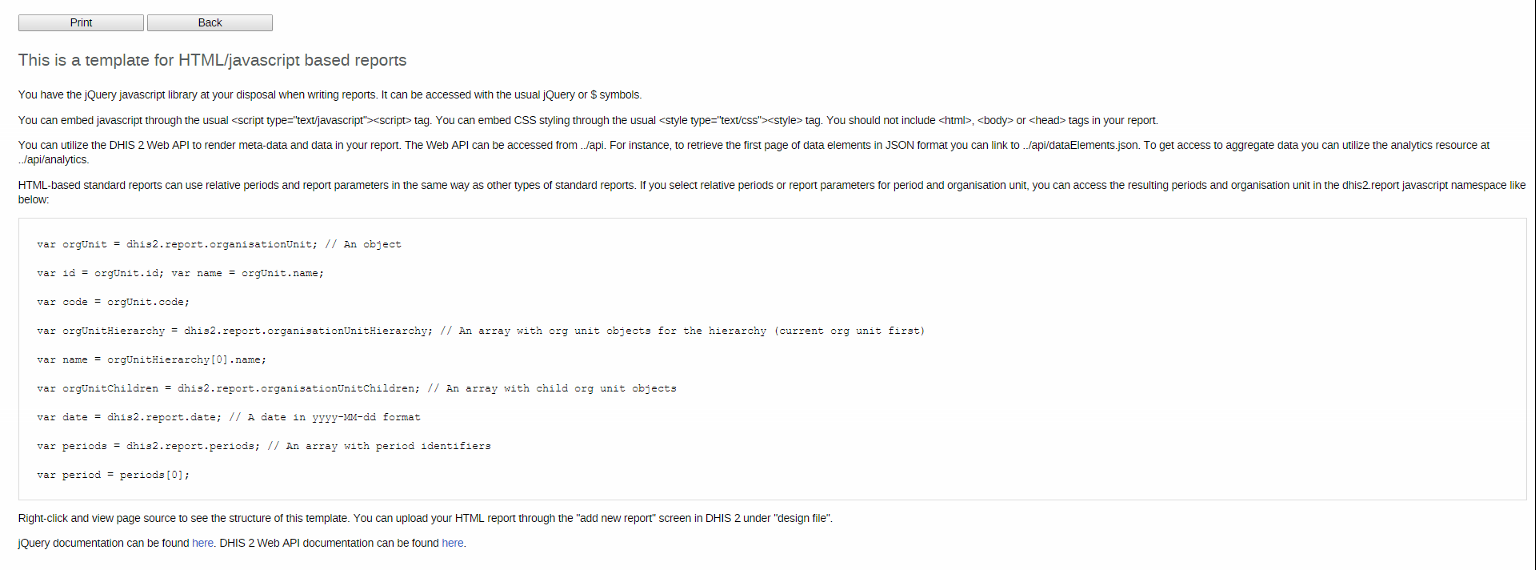 Print Back
This is a template for HTML/javascript based reports
You have the jQuery javascript library at your disposal when writing reports. It can be accessed with the usual jQuery or $ symbols.
You can embed javascript through the usual <script type="text/javascript"><script> tag. You can embed CSS styling through the usual <style type="text/css"><style> tag. You should not include <html>, <body> or <head> tags in your report.
You can utilize the DHIS 2 Web API to render meta-data and data in your report. The Web API can be accessed from ../api. For instance, to retrieve the first page of data elements in JSON format you can link to ../api/dataElements.json. To get access to aggregate data you can utilize the analytics resource at
../api/analytics.
HTML-based standard reports can use relative periods and report parameters in the same way as other types of standard reports. If you select relative periods or report parameters for period and organisation unit, you can access the resulting periods and organisation unit in the dhis2.report javascript namespace like
below:
var orgUnit = dhis2.report.organisationUnit; // An object
var id = orgUnit.id; var name = orgUnit.name;
var code = orgUnit.code;
var orgUnitHierarchy = dhis2.report.organisationUnitHierarchy; // An array with org unit objects for the hierarchy (current org unit first)
var name = orgUnitHierarchy[0].name;
var orgUnitChildren = dhis2.report.organisationUnitChildren; // An array with child org unit objects
var date = dhis2.report.date; // A date in yyyy-MM-dd format
var periods = dhis2.report.periods; // An array with period identifiers
var period = periods[0];
Right-click and view page source to see the structure of this template. You can upload your HTML report through the "add new report" screen in DHIS 2 under "design file".
jQuery documentation can be found here. DHIS 2 Web API documentation can be found here.